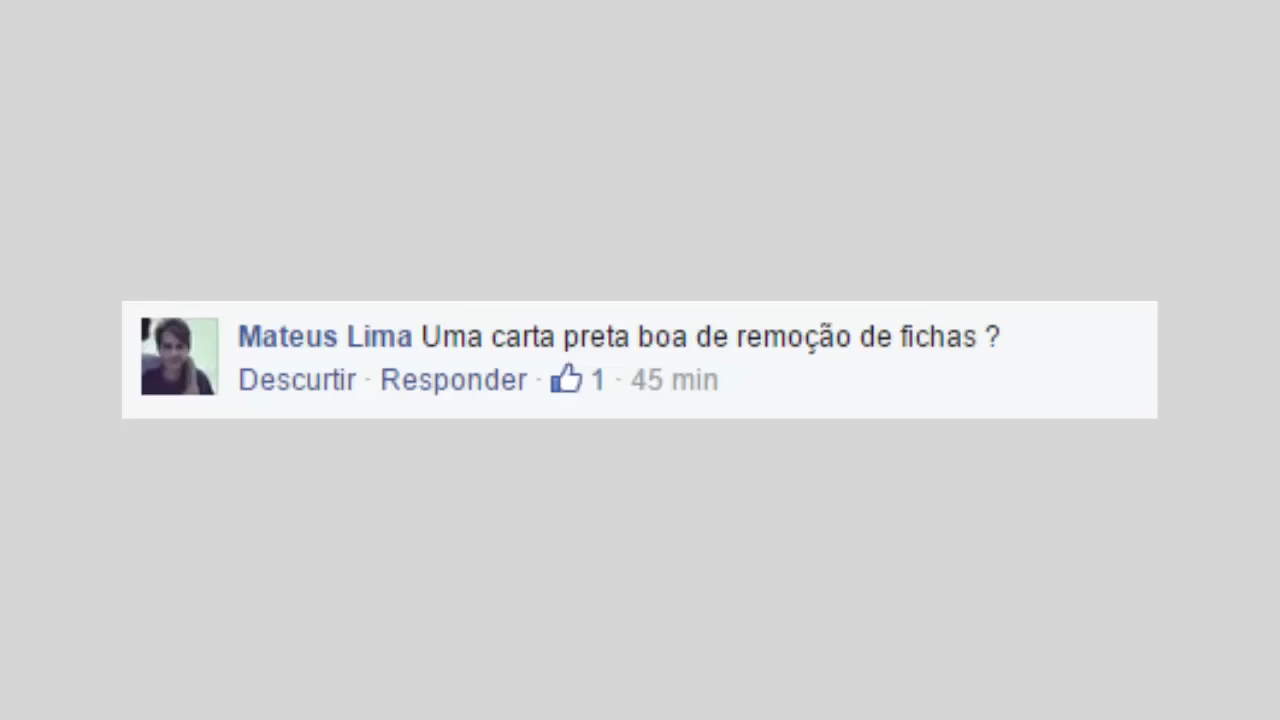 Mateus Lima Uma carta preta boa de remoção de fichas ?
Descurtir · Responder · 1 · 45 min